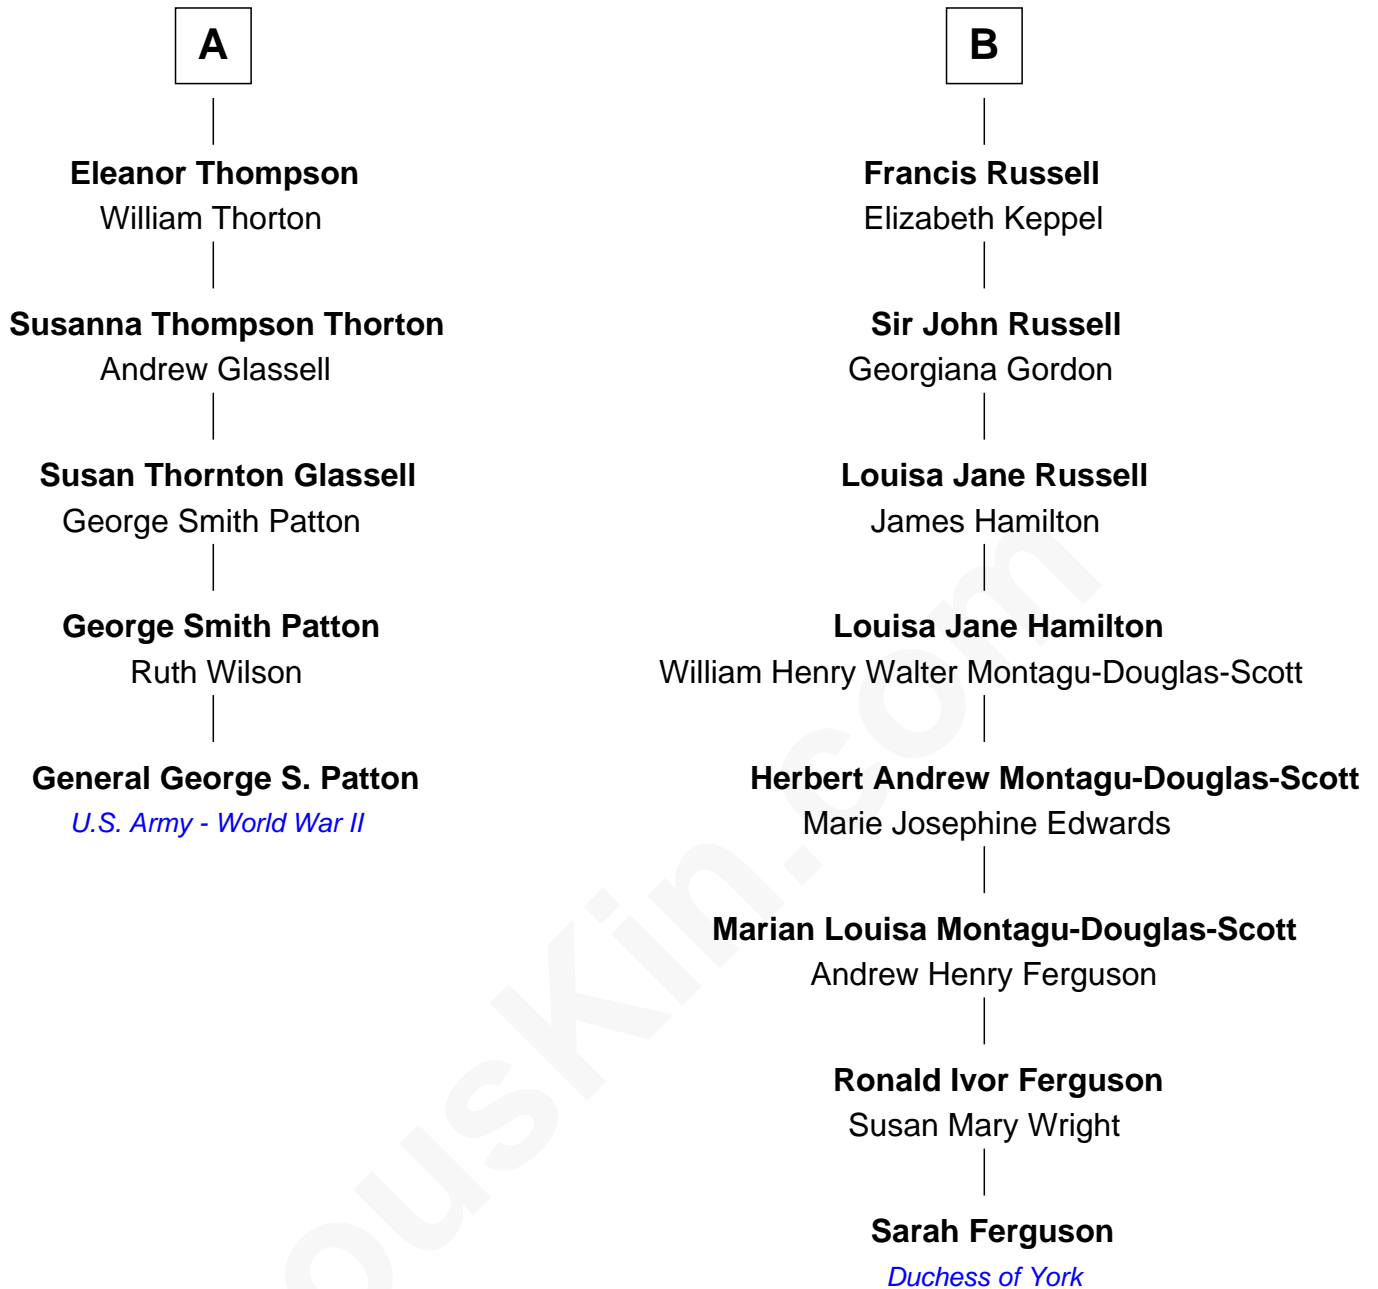 A
Eleanor Thompson
William Thorton
Susanna Thompson Thorton
Andrew Glassell
Susan Thornton Glassell
George Smith Patton
George Smith Patton
Ruth Wilson
General George S. Patton
U.S. Army - World War II
B
Francis Russell
Elizabeth Keppel
Sir John Russell
Georgiana Gordon
Louisa Jane Russell
James Hamilton
Louisa Jane Hamilton
William Henry Walter Montagu-Douglas-Scott
Herbert Andrew Montagu-Douglas-Scott
Marie Josephine Edwards
Marian Louisa Montagu-Douglas-Scott
Andrew Henry Ferguson
Ronald Ivor Ferguson
Susan Mary Wright
Sarah Ferguson
Duchess of York
ousKin.com